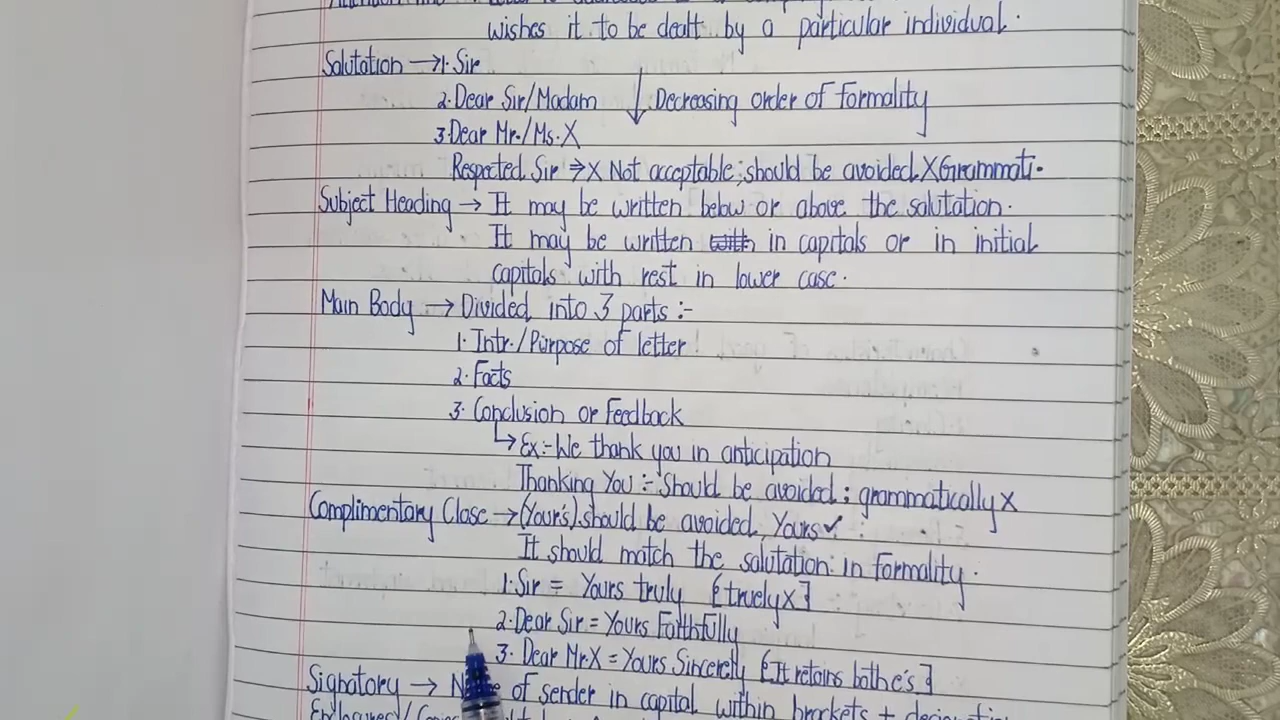 wishes it to be dealt by a particular individual.
Salutation → 1. Sir
2. Dear Sir/Madam ↓ Decreasing order of formality
3. Dear Mr./Ms. X
Respected Sir ⇒ X Not acceptable; should be avoided X Grammati.
Subject Heading → It may be written below or above the salutation.
It may be written in capitals or in initial
capitals with rest in lower case.
Main Body → Divided into 3 parts :-
1. Intr./Purpose of letter
2. Facts
3. Conclusion or Feedback
↳ Ex:- We thank you in anticipation
Thanking You :- Should be avoided : grammatically X
Complimentary Close → (Your's) should be avoided, Yours ✓
It should match the salutation in formality.
1. Sir = Yours truly [truely X]
2. Dear Sir = Yours Faithfully
3. Dear Mr. X = Yours Sincerely [It retains both e's]
Signatory → of sender in capital within brackets +